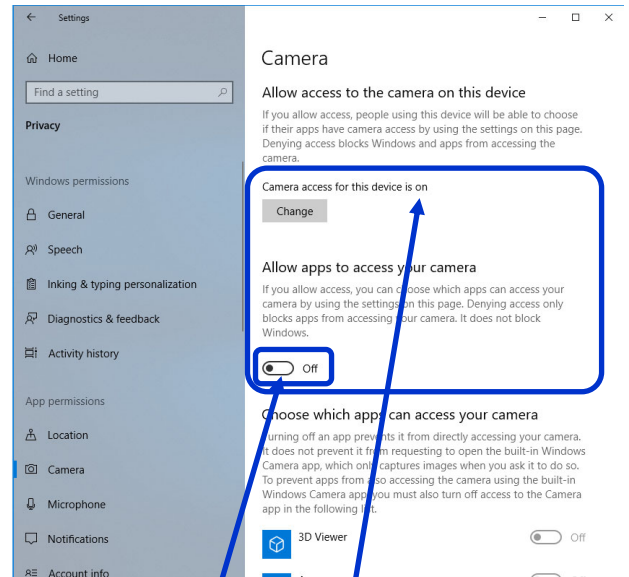 Settings
Home
Find a setting
Privacy
Windows permissions
General
Speech
Inking & typing personalization
Diagnostics & feedback
Activity history
App permissions
Location
Camera
Microphone
Notifications
Account info
Camera
Allow access to the camera on this device
If you allow access, people using this device will be able to choose
if their apps have camera access by using the settings on this page.
Denying access blocks Windows and apps from accessing the
camera.
Camera access for this device is on
Change
Allow apps to access your camera
If you allow access, you can choose which apps can access your
camera by using the settings on this page. Denying access only
blocks apps from accessing your camera. It does not block
Windows.
Off
Choose which apps can access your camera
Turning off an app prevents it from directly accessing your camera.
It does not prevent it from requesting to open the built-in Windows
Camera app, which only captures images when you ask it to do so.
To prevent apps from also accessing the camera using the built-in
Windows Camera app, you must also turn off access to the Camera
app in the following list.
3D Viewer
Off